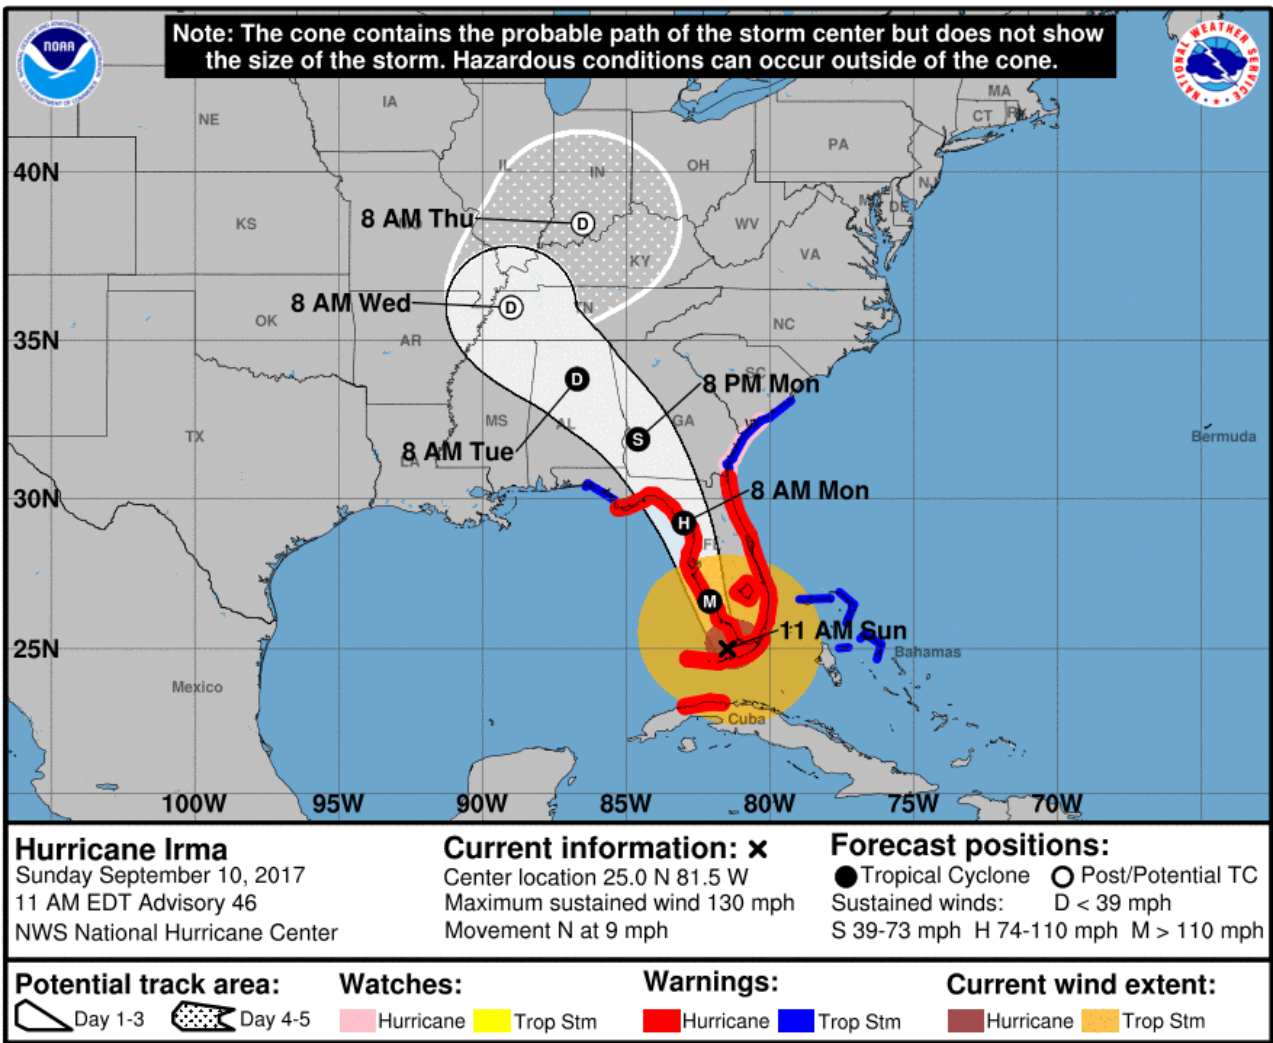 Note: The cone contains the probable path of the storm center but does not show
the size of the storm. Hazardous conditions can occur outside of the cone.
NOAA
NATIONAL WEATHER SERVICE
IA
NE
MA
CT
PA
40N
IL
IN
OH
NJ
DE
8 AM Thu
D
KS
WV
VA
KY
8 AM Wed
D
TN
OK
NC
35N
AR
D
SC
8 PM Mon
MS
AL
GA
TX
S
Bermuda
8 AM Tue
LA
30N
8 AM Mon
H
FL
M
11 AM Sun
25N
Bahamas
Mexico
Cuba
100W 95W 90W 85W 80W 75W 70W
Hurricane Irma
Sunday September 10, 2017
11 AM EDT Advisory 46
NWS National Hurricane Center
Current information: x
Center location 25.0 N 81.5 W
Maximum sustained wind 130 mph
Movement N at 9 mph
Forecast positions:
Tropical Cyclone Post/Potential TC
Sustained winds: D < 39 mph
S 39-73 mph H 74-110 mph M > 110 mph
Potential track area:
Day 1-3 Day 4-5
Watches:
Hurricane Trop Stm
Warnings:
Hurricane Trop Stm
Current wind extent:
Hurricane Trop Stm